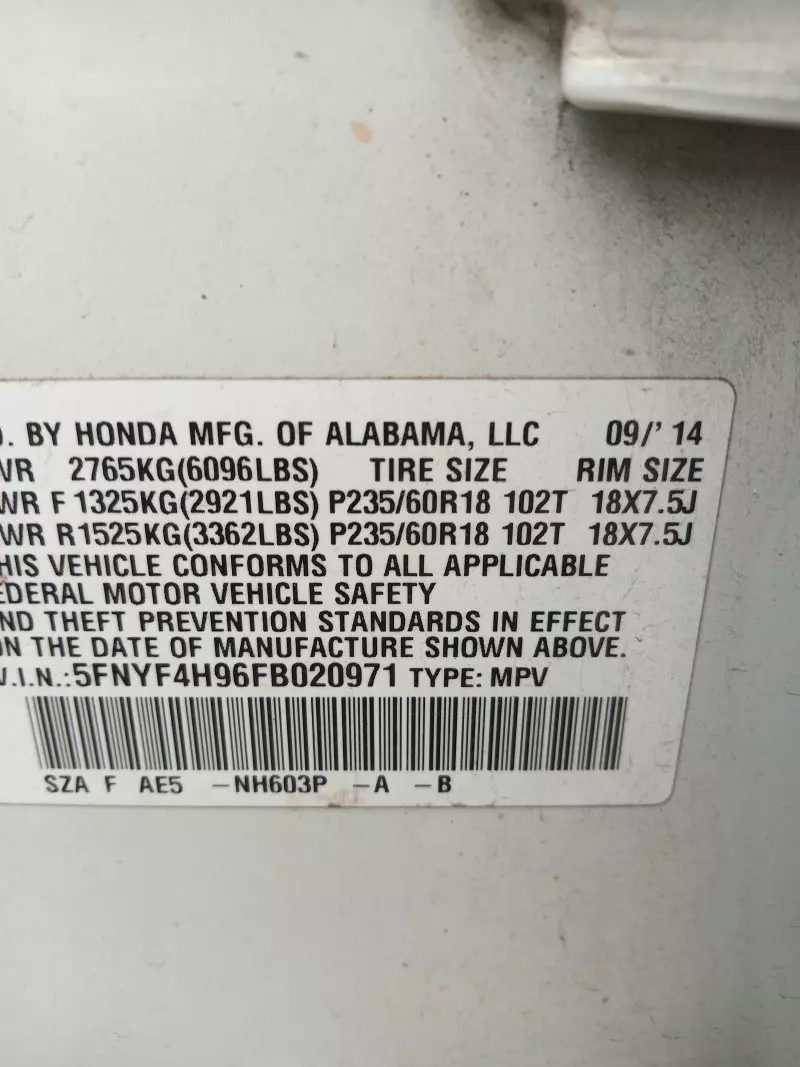 . BY HONDA MFG. OF ALABAMA, LLC 09/' 14
WR 2765KG(6096LBS) TIRE SIZE RIM SIZE
WR F 1325KG(2921LBS) P235/60R18 102T 18X7.5J
WR R1525KG(3362LBS) P235/60R18 102T 18X7.5J
HIS VEHICLE CONFORMS TO ALL APPLICABLE
EDERAL MOTOR VEHICLE SAFETY
ND THEFT PREVENTION STANDARDS IN EFFECT
N THE DATE OF MANUFACTURE SHOWN ABOVE.
V.I.N.:5FNYF4H96FB020971 TYPE: MPV
SZA F AE5 -NH603P -A -B